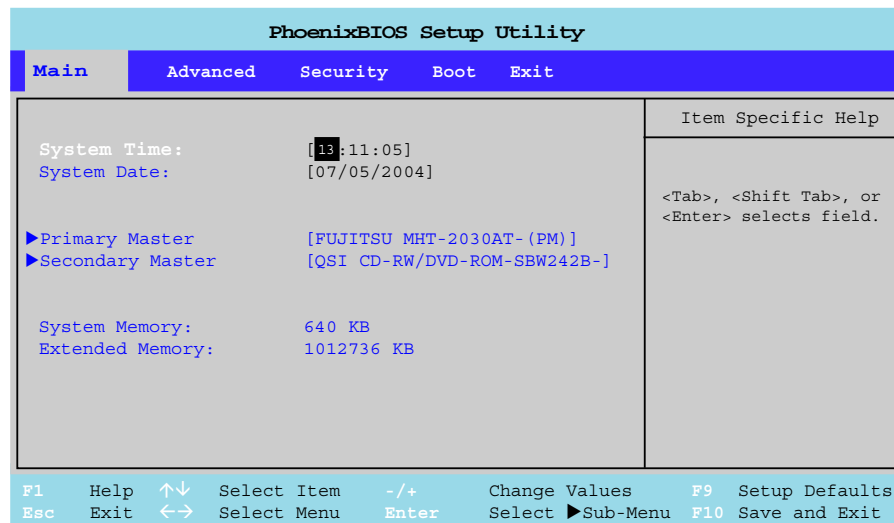 PhoenixBIOS Setup Utility
Main Advanced Security Boot Exit
Item Specific Help
System Time: [13:11:05]
System Date: [07/05/2004]
<Tab>, <Shift Tab>, or
<Enter> selects field.
▶Primary Master [FUJITSU MHT-2030AT-(PM)]
▶Secondary Master [QSI CD-RW/DVD-ROM-SBW242B-]
System Memory: 640 KB
Extended Memory: 1012736 KB
F1 Help ↑↓ Select Item -/+ Change Values F9 Setup Defaults
Esc Exit ←→ Select Menu Enter Select ▶Sub-Menu F10 Save and Exit